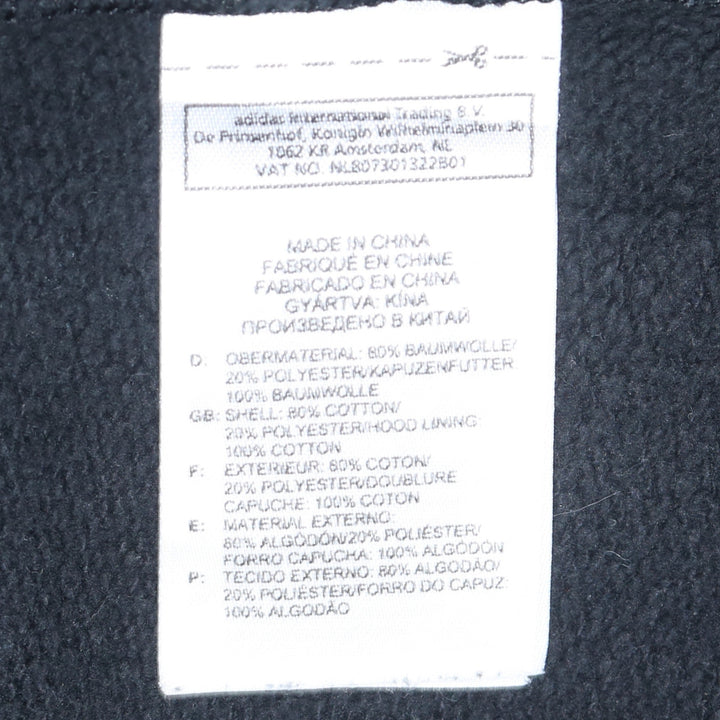 adidas International Trading B.V.
De Prinsenhof, Koningin Wilhelminaplein 30
1062 KR Amsterdam, NL
VAT NO. NL807301322B01
MADE IN CHINA
FABRIQUÉ EN CHINE
FABRICADO EN CHINA
GYÁRTVA: KÍNA
ПРОИЗВЕДЕНО В КИТАЙ
D. OBERMATERIAL: 80% BAUMWOLLE/
20% POLYESTER/KAPUZENFUTTER:
100% BAUMWOLLE
GB: SHELL: 80% COTTON/
20% POLYESTER/HOOD LINING:
100% COTTON
F: EXTERIEUR: 80% COTON/
20% POLYESTER/DOUBLURE
CAPUCHE: 100% COTON
E: MATERIAL EXTERNO:
80% ALGODÓN/20% POLIÉSTER/
FORRO CAPUCHA: 100% ALGODÓN
P: TECIDO EXTERNO: 80% ALGODÃO/
20% POLIÉSTER/FORRO DO CAPUZ:
100% ALGODÃO